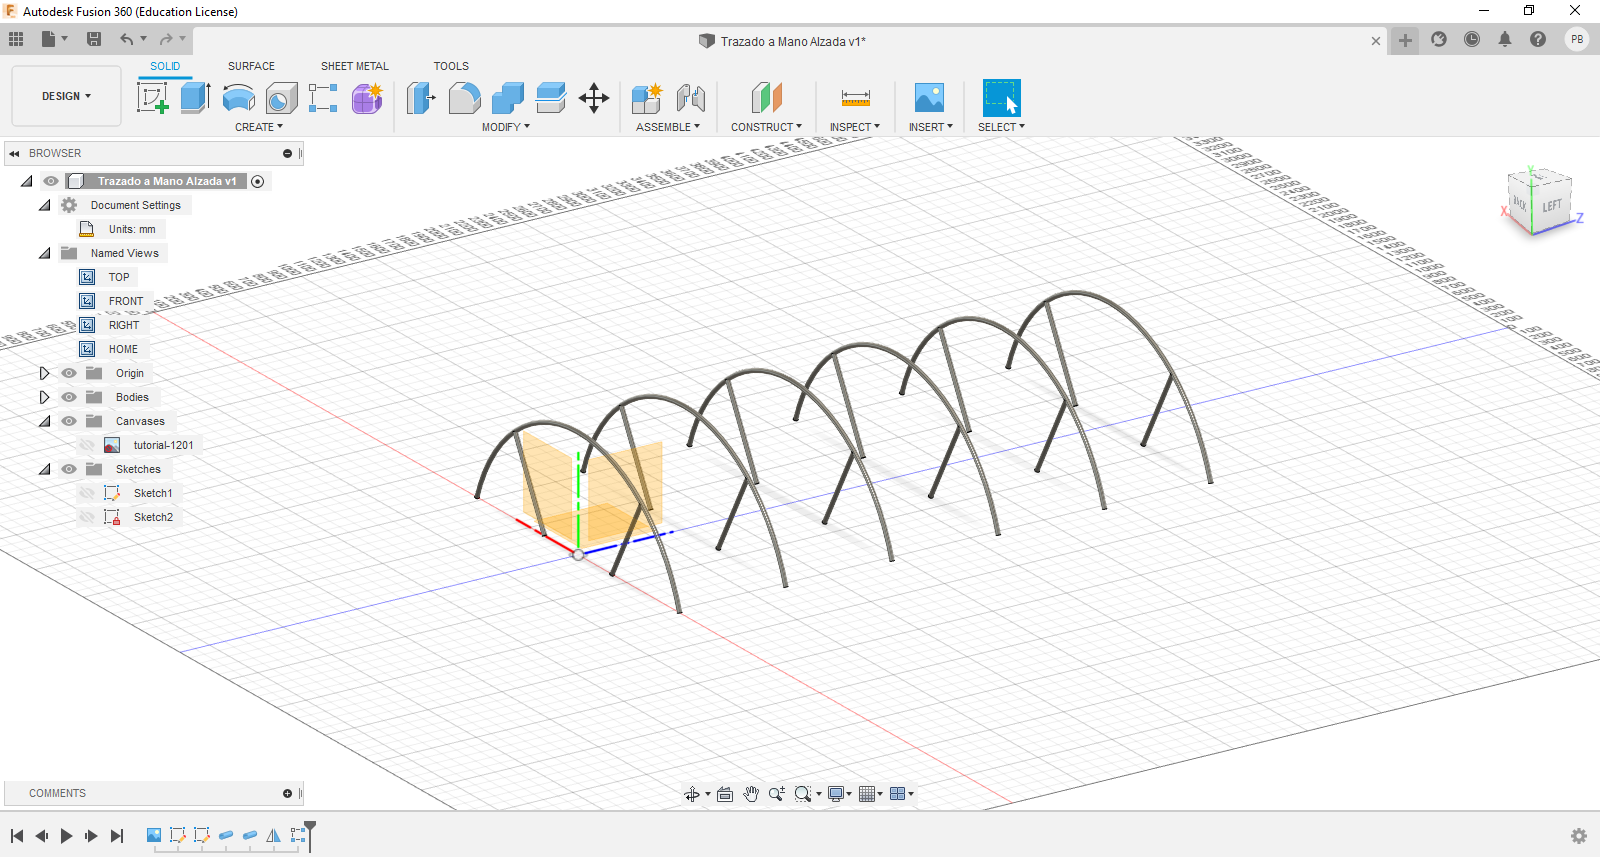 Autodesk Fusion 360 (Education License)
Trazado a Mano Alzada v1*
PB
SOLID SURFACE SHEET METAL TOOLS
DESIGN
CREATE MODIFY ASSEMBLE CONSTRUCT INSPECT INSERT SELECT
BROWSER
Trazado a Mano Alzada v1
Document Settings
Units: mm
Named Views
TOP
FRONT
RIGHT
HOME
Origin
Bodies
Canvases
tutorial-1201
Sketches
Sketch1
Sketch2
Y
BACK LEFT
X
Z
COMMENTS